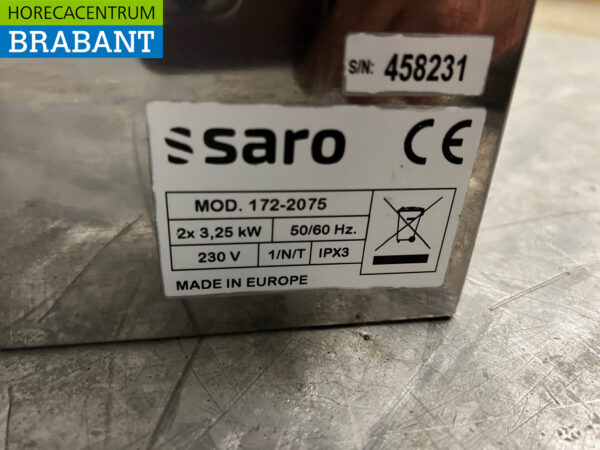 HORECACENTRUM
BRABANT
S/N: 458231
saro CE
MOD. 172-2075
2x 3,25 kW 50/60 Hz.
230 V 1/N/T IPX3
MADE IN EUROPE